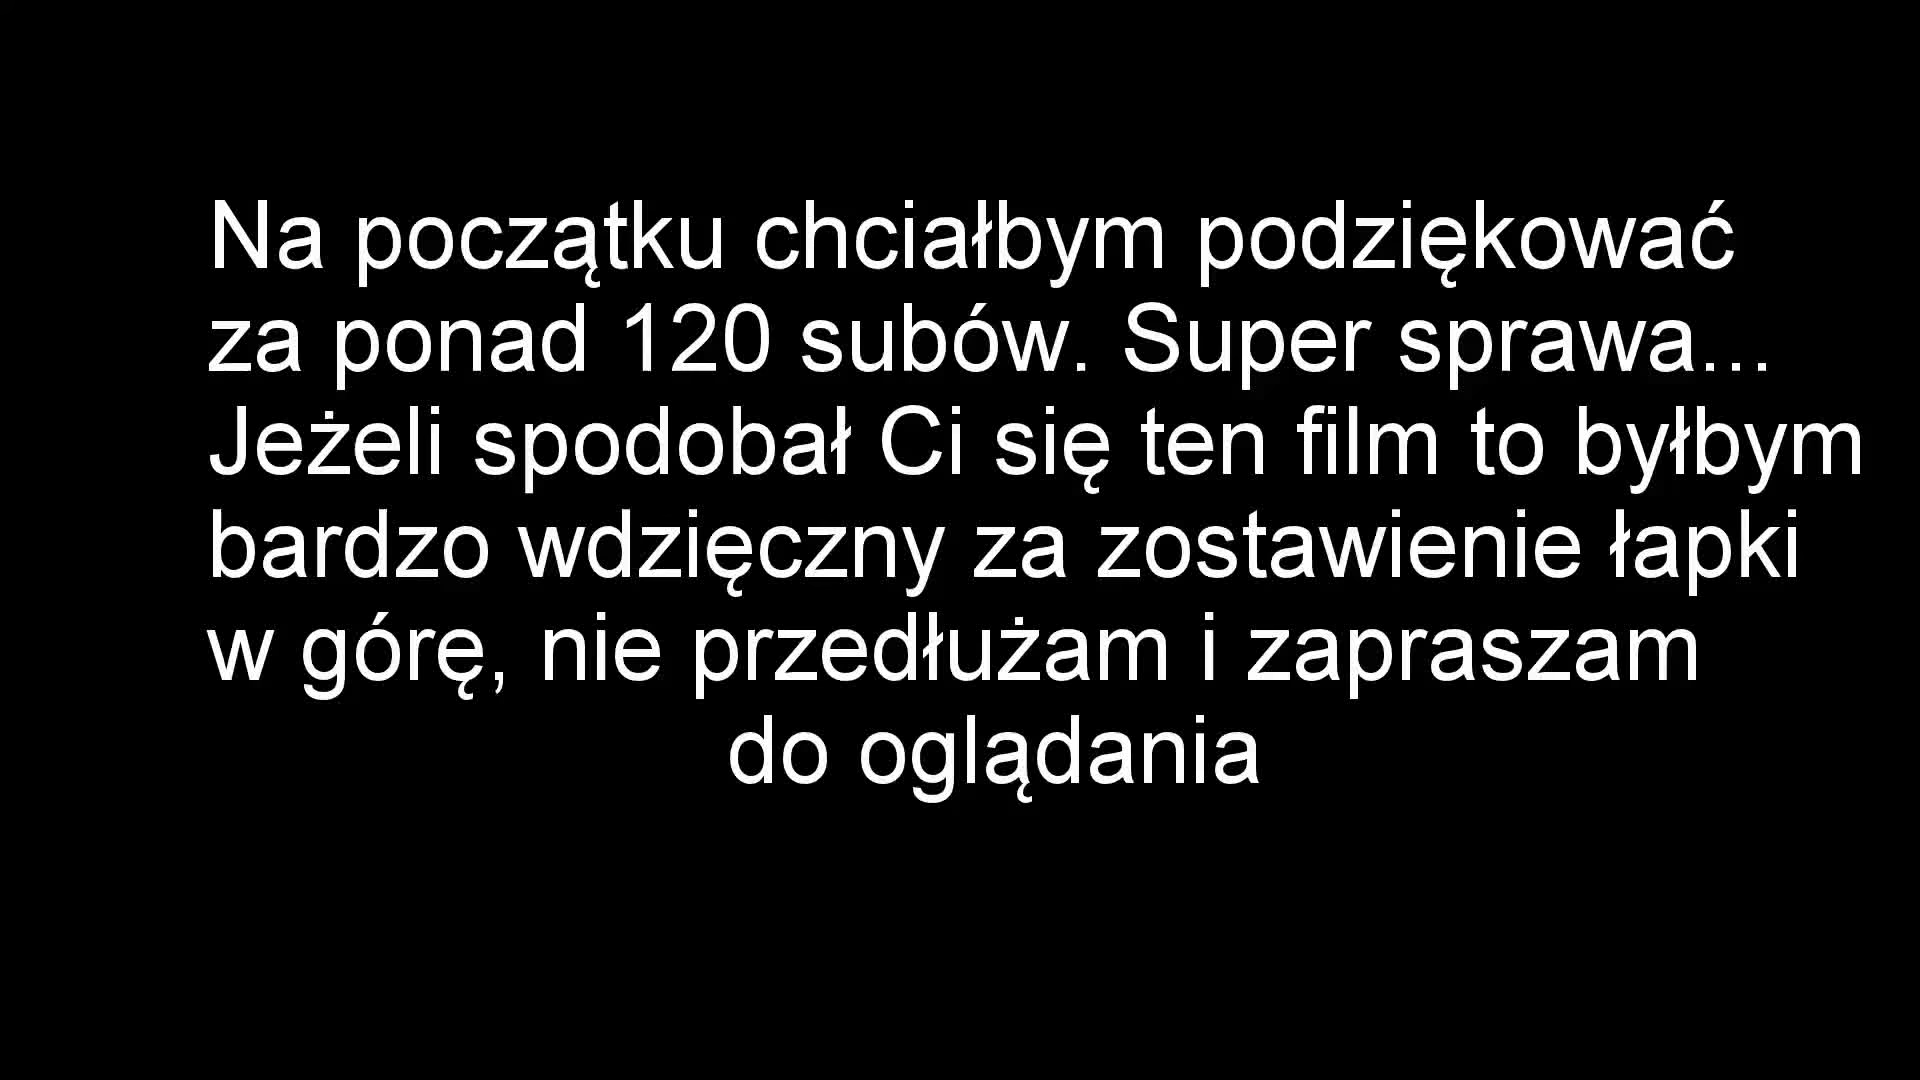 Na początku chciałbym podziękować
za ponad 120 subów. Super sprawa...
Jeżeli spodobał Ci się ten film to byłbym
bardzo wdzięczny za zostawienie łapki
w górę, nie przedłużam i zapraszam
do oglądania